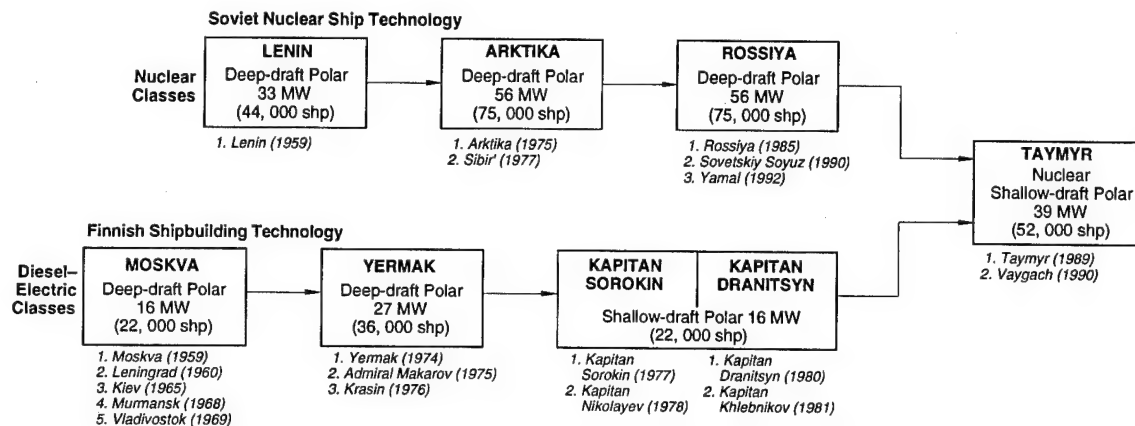 Soviet Nuclear Ship Technology
Nuclear
Classes
LENIN
Deep-draft Polar
33 MW
(44, 000 shp)
1. Lenin (1959)
ARKTIKA
Deep-draft Polar
56 MW
(75, 000 shp)
1. Arktika (1975)
2. Sibir' (1977)
ROSSIYA
Deep-draft Polar
56 MW
(75, 000 shp)
1. Rossiya (1985)
2. Sovetskiy Soyuz (1990)
3. Yamal (1992)
TAYMYR
Nuclear
Shallow-draft Polar
39 MW
(52, 000 shp)
1. Taymyr (1989)
2. Vaygach (1990)
Finnish Shipbuilding Technology
Diesel–
Electric
Classes
MOSKVA
Deep-draft Polar
16 MW
(22, 000 shp)
1. Moskva (1959)
2. Leningrad (1960)
3. Kiev (1965)
4. Murmansk (1968)
5. Vladivostok (1969)
YERMAK
Deep-draft Polar
27 MW
(36, 000 shp)
1. Yermak (1974)
2. Admiral Makarov (1975)
3. Krasin (1976)
KAPITAN
SOROKIN
KAPITAN
DRANITSYN
Shallow-draft Polar 16 MW
(22, 000 shp)
1. Kapitan
Sorokin (1977)
2. Kapitan
Nikolayev (1978)
1. Kapitan
Dranitsyn (1980)
2. Kapitan
Khlebnikov (1981)